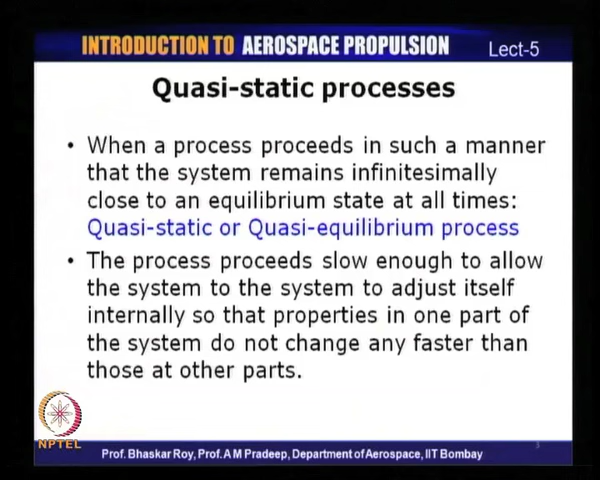 INTRODUCTION TO AEROSPACE PROPULSION Lect-5
Quasi-static processes
• When a process proceeds in such a manner
that the system remains infinitesimally
close to an equilibrium state at all times:
Quasi-static or Quasi-equilibrium process
• The process proceeds slow enough to allow
the system to the system to adjust itself
internally so that properties in one part of
the system do not change any faster than
those at other parts.
NPTEL
3
Prof. Bhaskar Roy, Prof. A M Pradeep, Department of Aerospace, IIT Bombay